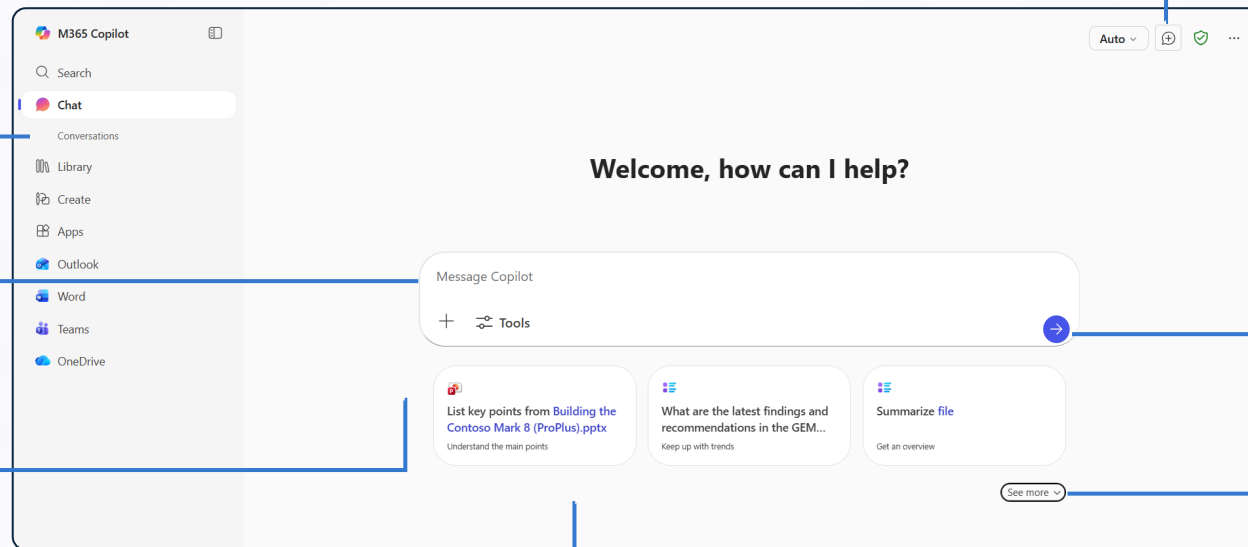 M365 Copilot
Search
Chat
Conversations
Library
Create
Apps
Outlook
Word
Teams
OneDrive
Auto
Welcome, how can I help?
Message Copilot
Tools
List key points from Building the
Contoso Mark 8 (ProPlus).pptx
Understand the main points
What are the latest findings and
recommendations in the GEM...
Keep up with trends
Summarize file
Get an overview
See more